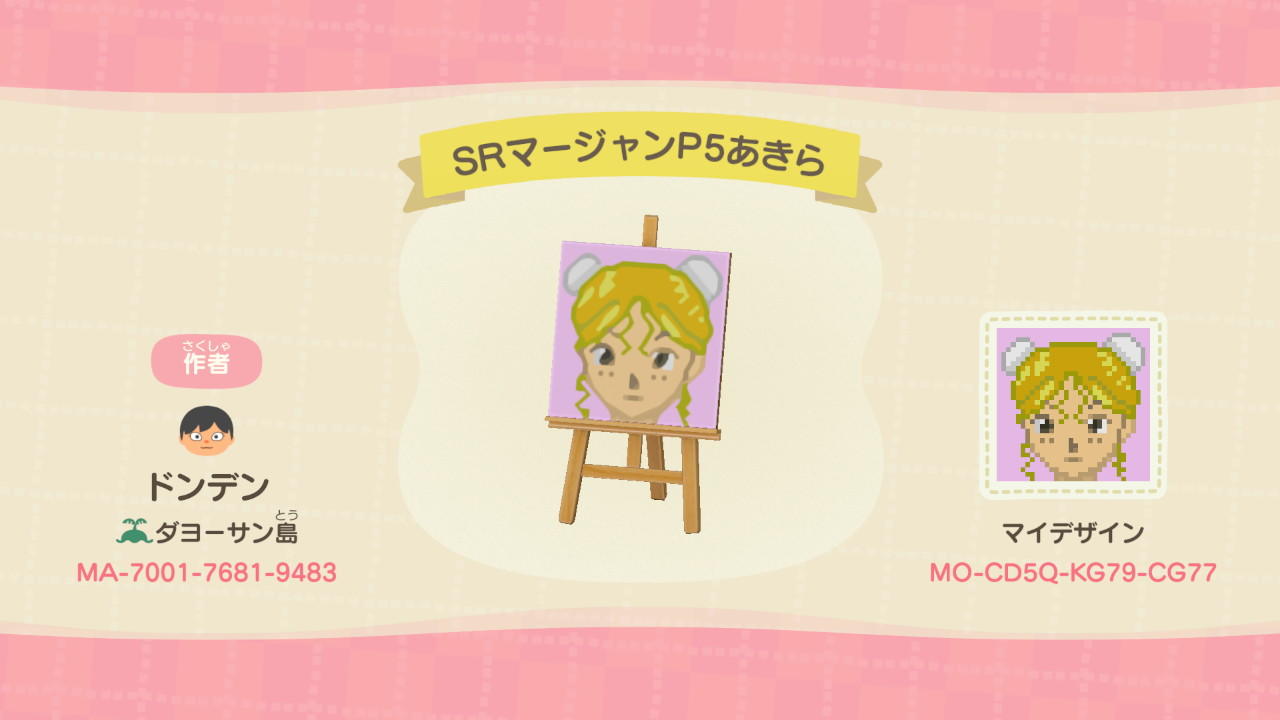 SRマージャンP5あきら
さくしゃ
作者
ドンデン
とう
ダヨーサン島
MA-7001-7681-9483
マイデザイン
MO-CD5Q-KG79-CG77